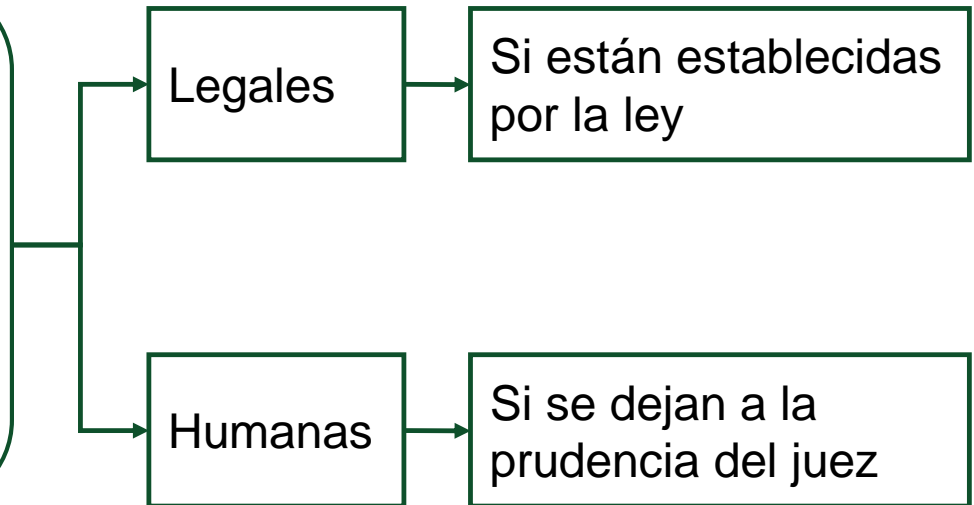 Legales
Si están establecidas
por la ley
Humanas
Si se dejan a la
prudencia del juez